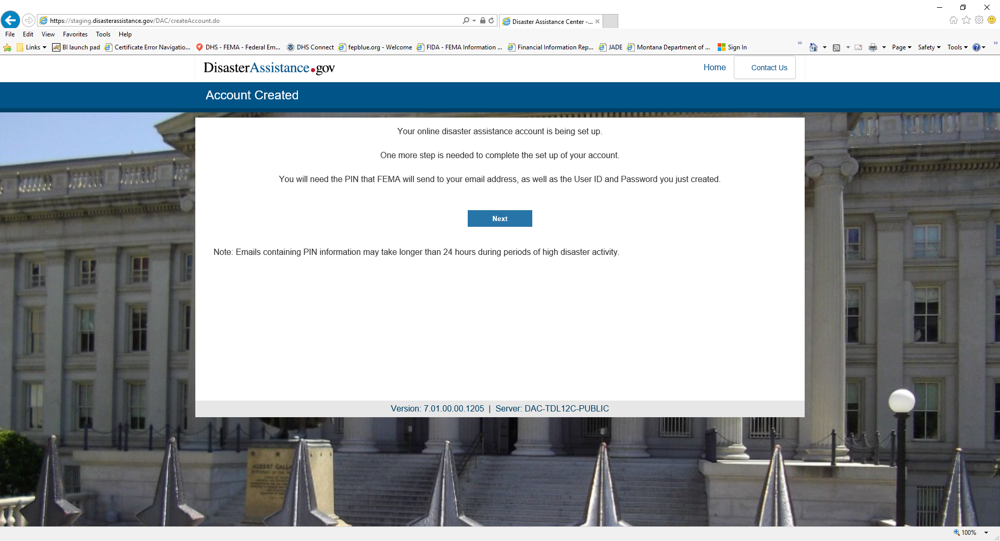 https://staging.disasterassistance.gov/DAC/createAccount.do
Disaster Assistance Center -...
File Edit View Favorites Tools Help
Links BI launch pad Certificate Error Navigatio... DHS - FEMA - Federal Em... DHS Connect fepblue.org - Welcome FIDA - FEMA Information ... Financial Information Rep... JADE Montana Department of ... Sign In Page Safety Tools
DisasterAssistance.gov
Home Contact Us
Account Created
Your online disaster assistance account is being set up.
One more step is needed to complete the set up of your account.
You will need the PIN that FEMA will send to your email address, as well as the User ID and Password you just created.
Next
Note: Emails containing PIN information may take longer than 24 hours during periods of high disaster activity.
Version: 7.01.00.00.1205 | Server: DAC-TDL12C-PUBLIC
ALBERT
100%